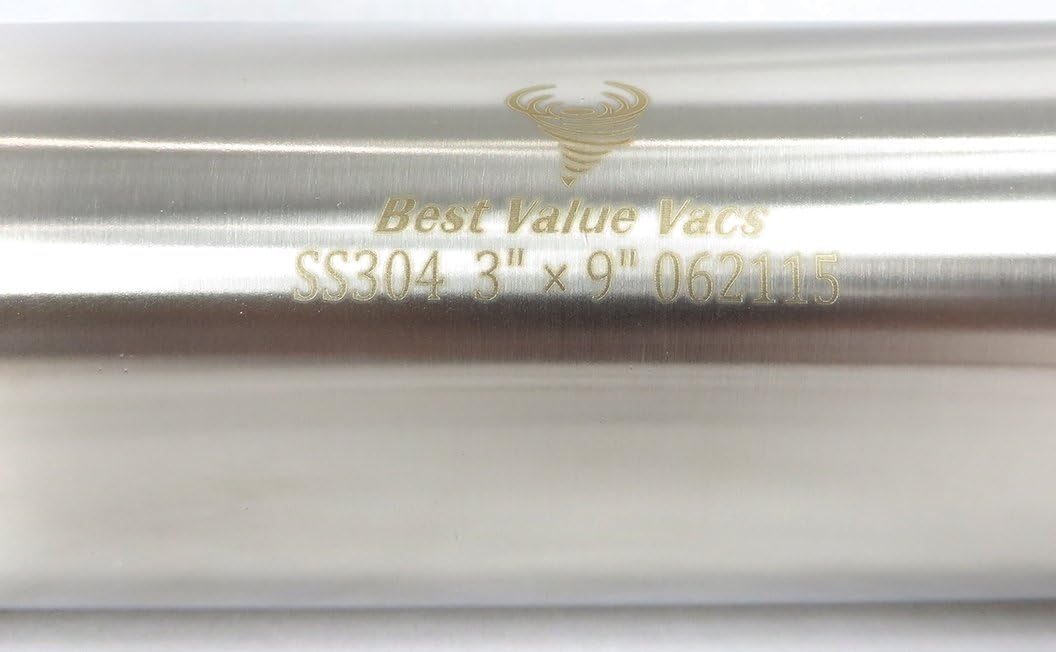 Best Value Vacs
SS304 3" × 9" 062115